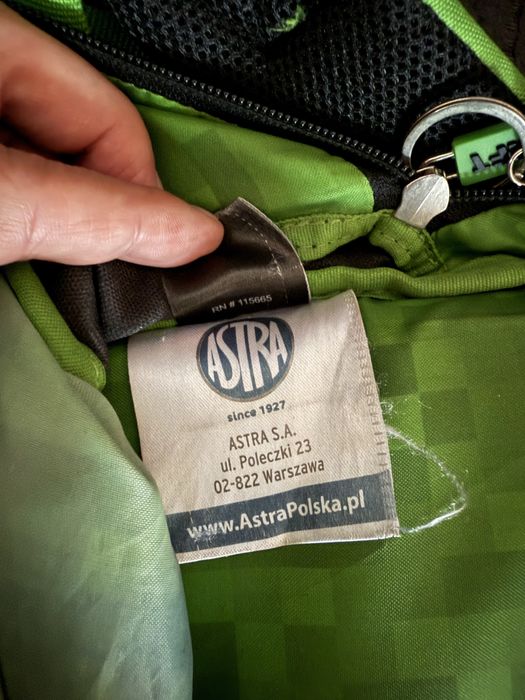 RN # 115665
ASTRA
since 1927
ASTRA S.A.
ul. Poleczki 23
02-822 Warszawa
www.AstraPolska.pl